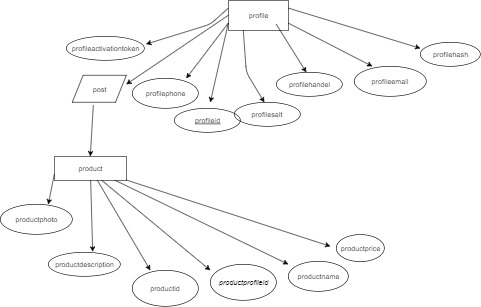 profile
profileactivationtoken
profilehash
post
profilephone
profilehandel
profileemail
profileid
profilesalt
product
productphoto
productprice
productdescription
productid
productprofileid
productname